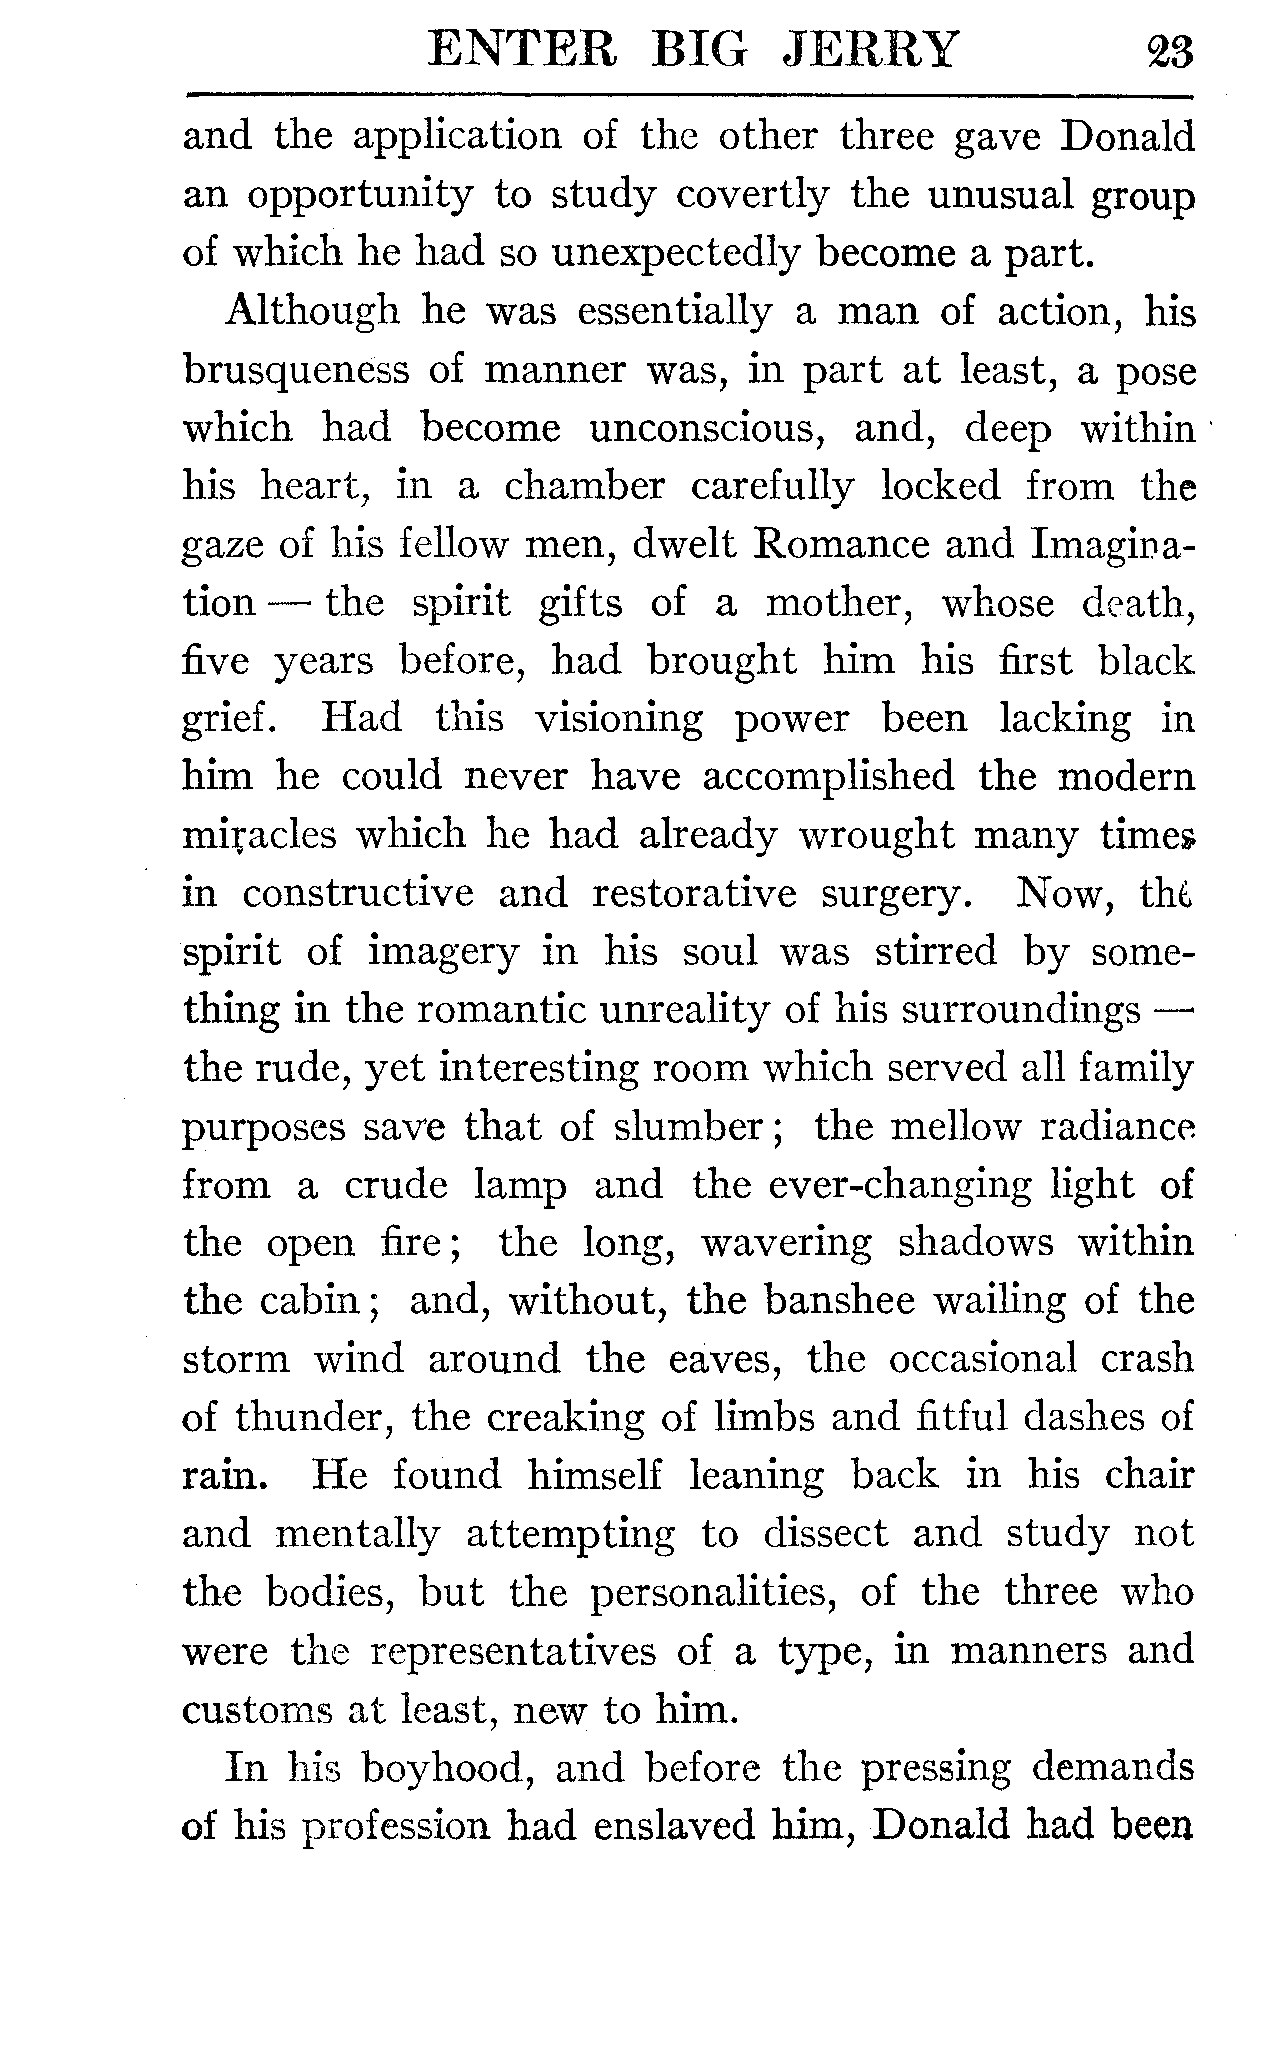 ENTER BIG JERRY 23
and the application of the other three gave Donald
an opportunity to study covertly the unusual group
of which he had so unexpectedly become a part.
Although he was essentially a man of action, his
brusqueness of manner was, in part at least, a pose
which had become unconscious, and, deep within
his heart, in a chamber carefully locked from the
gaze of his fellow men, dwelt Romance and Imagina-
tion — the spirit gifts of a mother, whose death,
five years before, had brought him his first black
grief. Had this visioning power been lacking in
him he could never have accomplished the modern
miracles which he had already wrought many times
in constructive and restorative surgery. Now, the
spirit of imagery in his soul was stirred by some-
thing in the romantic unreality of his surroundings —
the rude, yet interesting room which served all family
purposes save that of slumber; the mellow radiance
from a crude lamp and the ever-changing light of
the open fire; the long, wavering shadows within
the cabin; and, without, the banshee wailing of the
storm wind around the eaves, the occasional crash
of thunder, the creaking of limbs and fitful dashes of
rain. He found himself leaning back in his chair
and mentally attempting to dissect and study not
the bodies, but the personalities, of the three who
were the representatives of a type, in manners and
customs at least, new to him.
In his boyhood, and before the pressing demands
of his profession had enslaved him, Donald had been